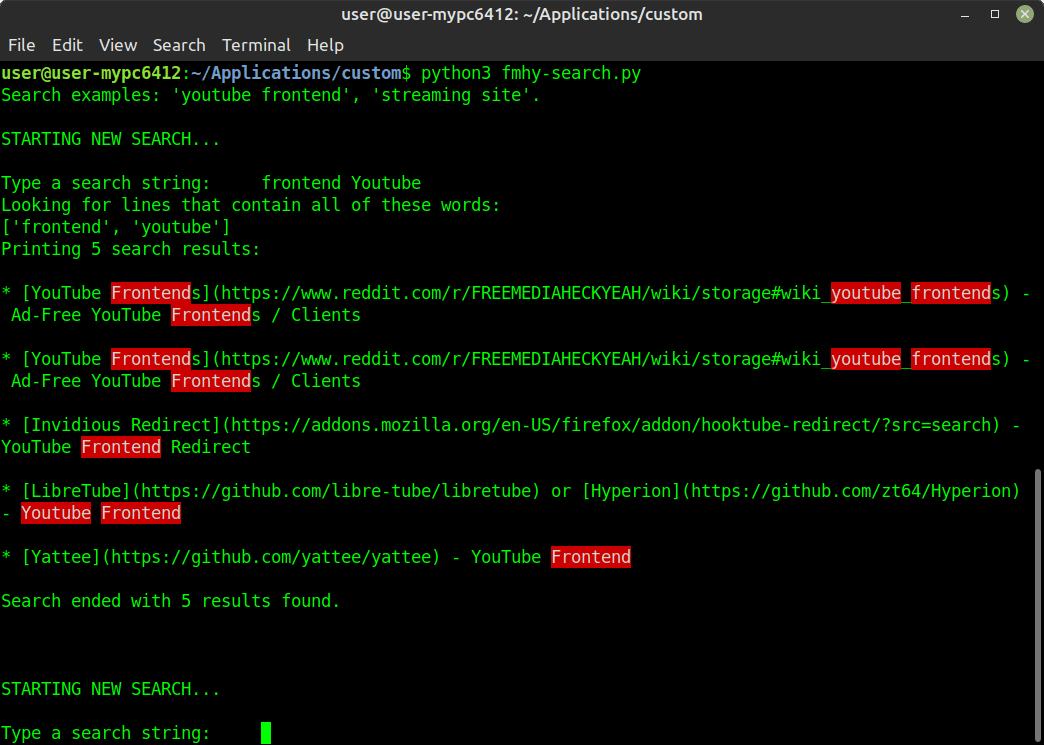 user@user-mypc6412: ~/Applications/custom
File Edit View Search Terminal Help
user@user-mypc6412:~/Applications/custom$ python3 fmhy-search.py
Search examples: 'youtube frontend', 'streaming site'.
STARTING NEW SEARCH...
Type a search string:     frontend Youtube
Looking for lines that contain all of these words:
['frontend', 'youtube']
Printing 5 search results:
* [YouTube Frontends](https://www.reddit.com/r/FREEMEDIAHECKYEAH/wiki/storage#wiki_youtube_frontends) -
 Ad-Free YouTube Frontends / Clients
* [YouTube Frontends](https://www.reddit.com/r/FREEMEDIAHECKYEAH/wiki/storage#wiki_youtube_frontends) -
 Ad-Free YouTube Frontends / Clients
* [Invidious Redirect](https://addons.mozilla.org/en-US/firefox/addon/hooktube-redirect/?src=search) -
YouTube Frontend Redirect
* [LibreTube](https://github.com/libre-tube/libretube) or [Hyperion](https://github.com/zt64/Hyperion)
- Youtube Frontend
* [Yattee](https://github.com/yattee/yattee) - YouTube Frontend
Search ended with 5 results found.
STARTING NEW SEARCH...
Type a search string: